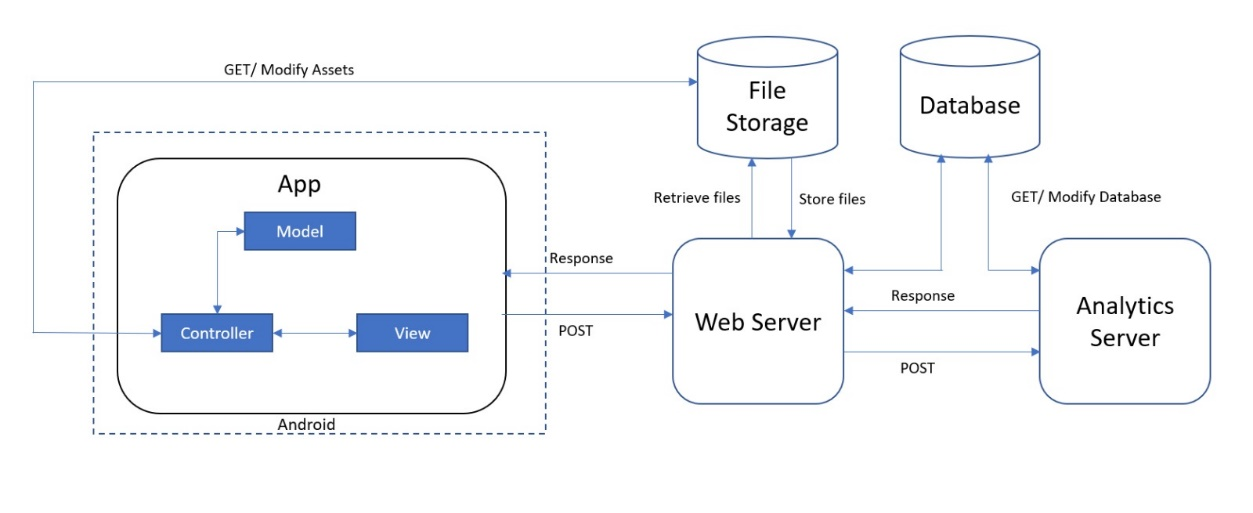 GET/ Modify Assets
File
Storage
Database
App
Model
Retrieve files
Store files
GET/ Modify Database
Response
Controller
View
POST
Web Server
Response
POST
Analytics
Server
Android